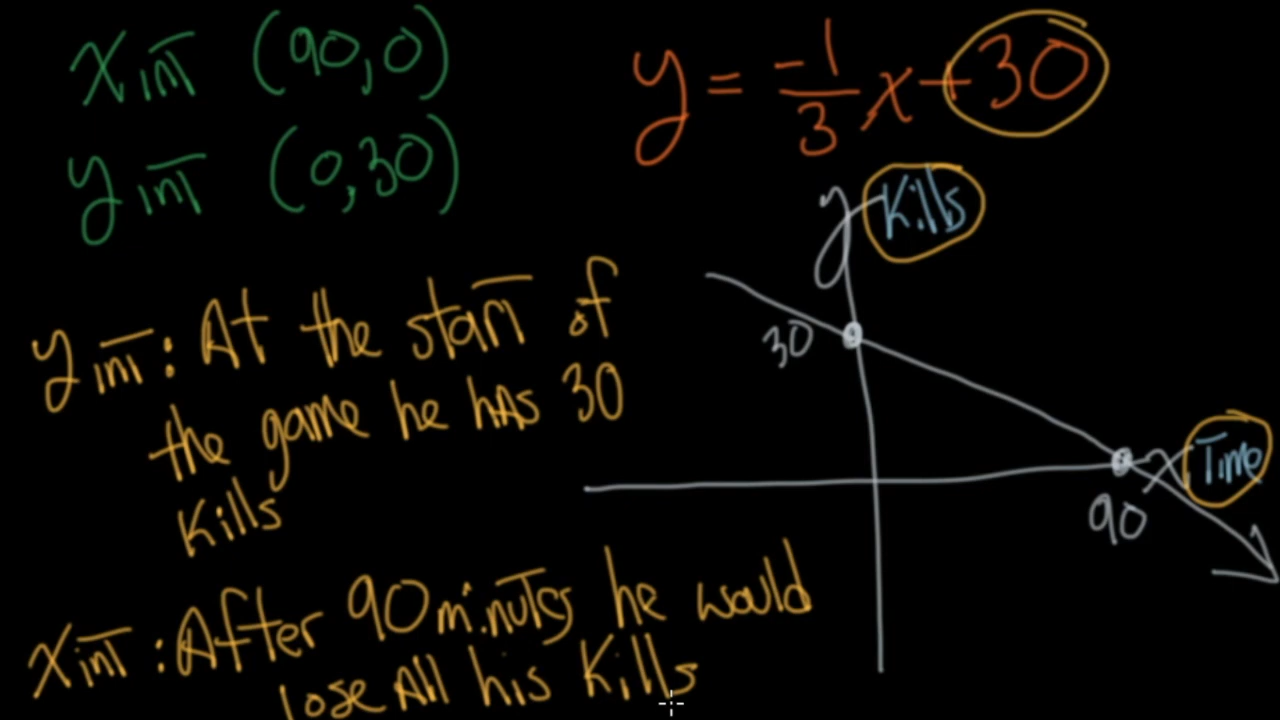 x int (90,0)
y int (0,30)
y = -1/3 x + 30
y Kills
30
x Time
90
y int: At the start of
the game he has 30
Kills
x int: After 90 minutes he would
lose All his Kills